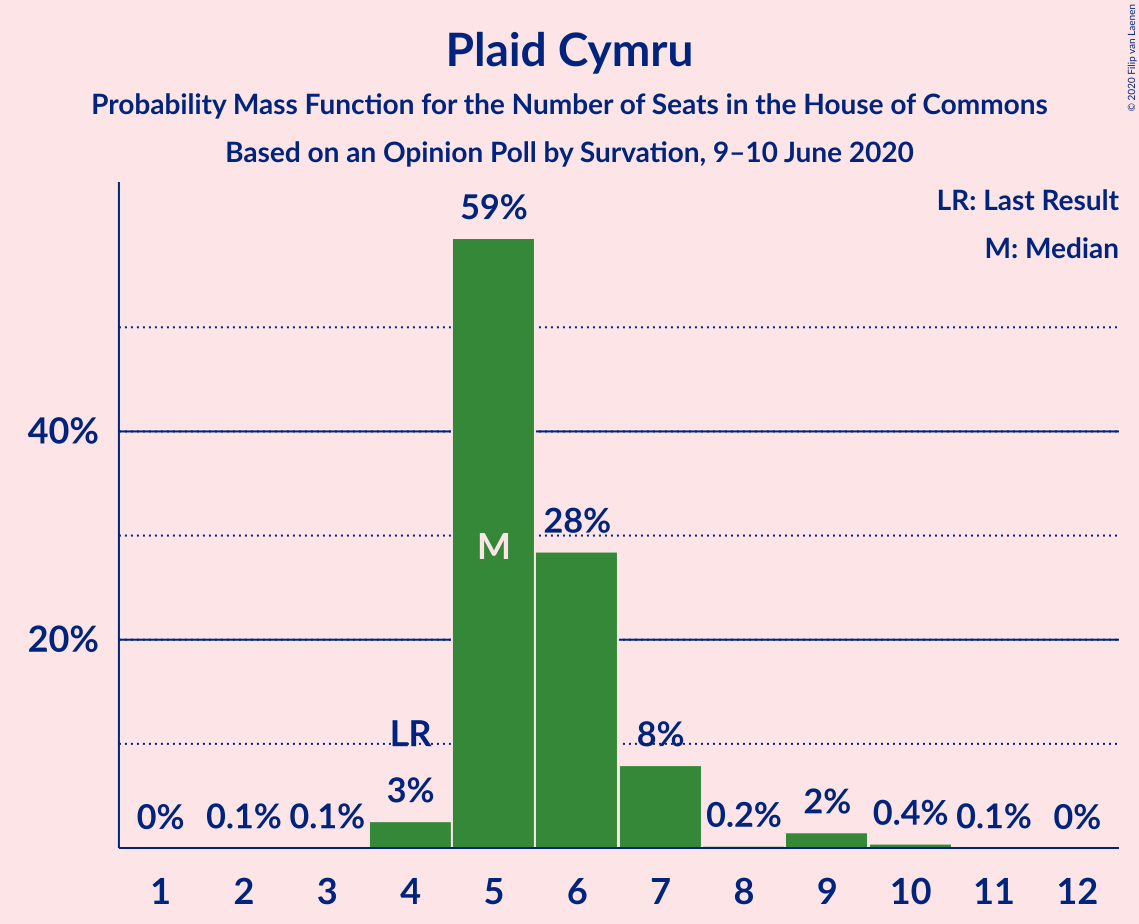 Plaid Cymru
Probability Mass Function for the Number of Seats in the House of Commons
Based on an Opinion Poll by Survation, 9–10 June 2020
© 2020 Filip van Laenen
LR: Last Result
M: Median
59%
40%
M
28%
20%
LR
8%
3%
0% 0.1% 0.1% 0.2% 2% 0.4% 0.1% 0%
1 2 3 4 5 6 7 8 9 10 11 12